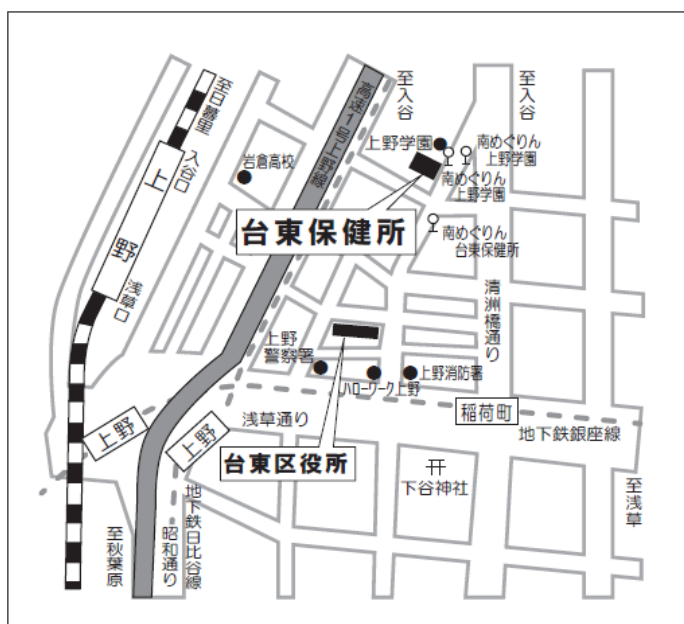 至日暮里
入谷口
上野
浅草口
岩倉高校
高速1号上野線
至入谷
至入谷
上野学園
南めぐりん
上野学園
南めぐりん
上野学園
台東保健所
南めぐりん
台東保健所
清洲橋通り
上野
警察署
ハローワーク上野
上野消防署
稲荷町
地下鉄銀座線
浅草通り
上野
上野
台東区役所
下谷神社
至浅草
至秋葉原
昭和通り
地下鉄日比谷線